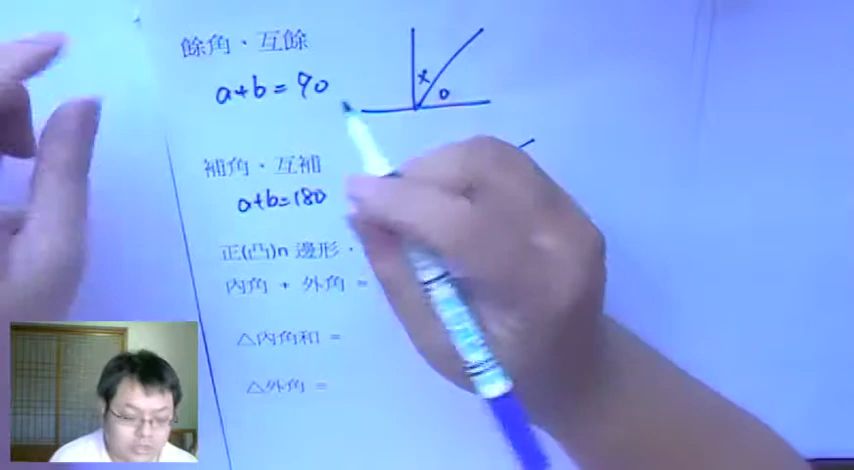 餘角·互餘
a+b=90
x
o
補角·互補
a+b=180
正(凸)n 邊形·
內角 + 外角 =
△內角和 =
△外角 =